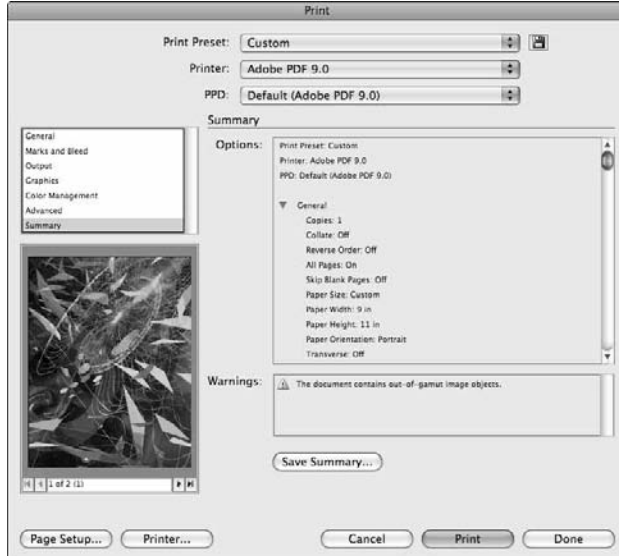 Print
Print Preset: Custom
Printer: Adobe PDF 9.0
PPD: Default (Adobe PDF 9.0)
General
Marks and Bleed
Output
Graphics
Color Management
Advanced
Summary
Summary
Options:
Print Preset: Custom
Printer: Adobe PDF 9.0
PPD: Default (Adobe PDF 9.0)
General
Copies: 1
Collate: Off
Reverse Order: Off
All Pages: On
Skip Blank Pages: Off
Paper Size: Custom
Paper Width: 9 in
Paper Height: 11 in
Paper Orientation: Portrait
Transverse: Off
Warnings: The document contains out-of-gamut image objects.
1 of 2 (1)
Save Summary...
Page Setup... Printer... Cancel Print Done